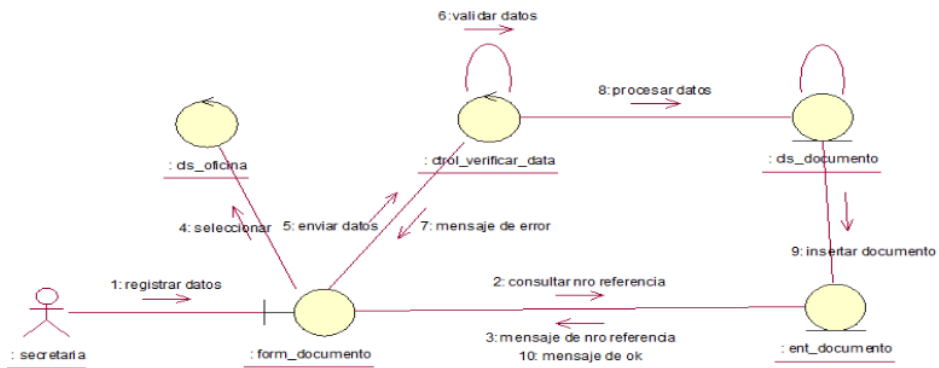 6: validar datos
8: procesar datos
: cls_oficina
: ctrol_verificar_data
: cls_documento
4: seleccionar
5: enviar datos
7: mensaje de error
9: insertar documento
1: registrar datos
2: consultar nro referencia
3: mensaje de nro referencia
10: mensaje de ok
: secretaria
: form_documento
: ent_documento